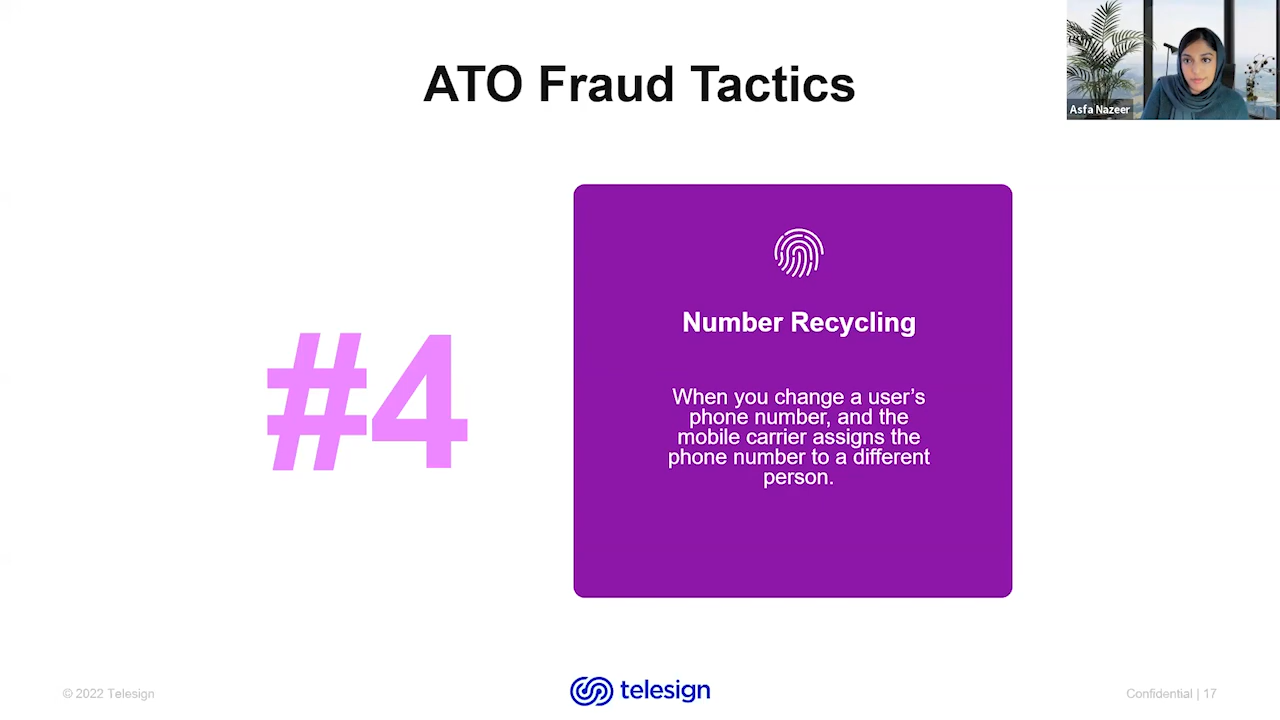 ATO Fraud Tactics
Asfa Nazeer
#4
Number Recycling
When you change a user’s
phone number, and the
mobile carrier assigns the
phone number to a different
person.
© 2022 Telesign
telesign
Confidential | 17